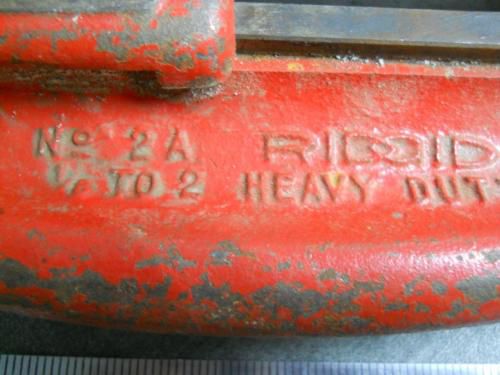 No 2A RIDGID
⅛ TO 2 HEAVY DUTY